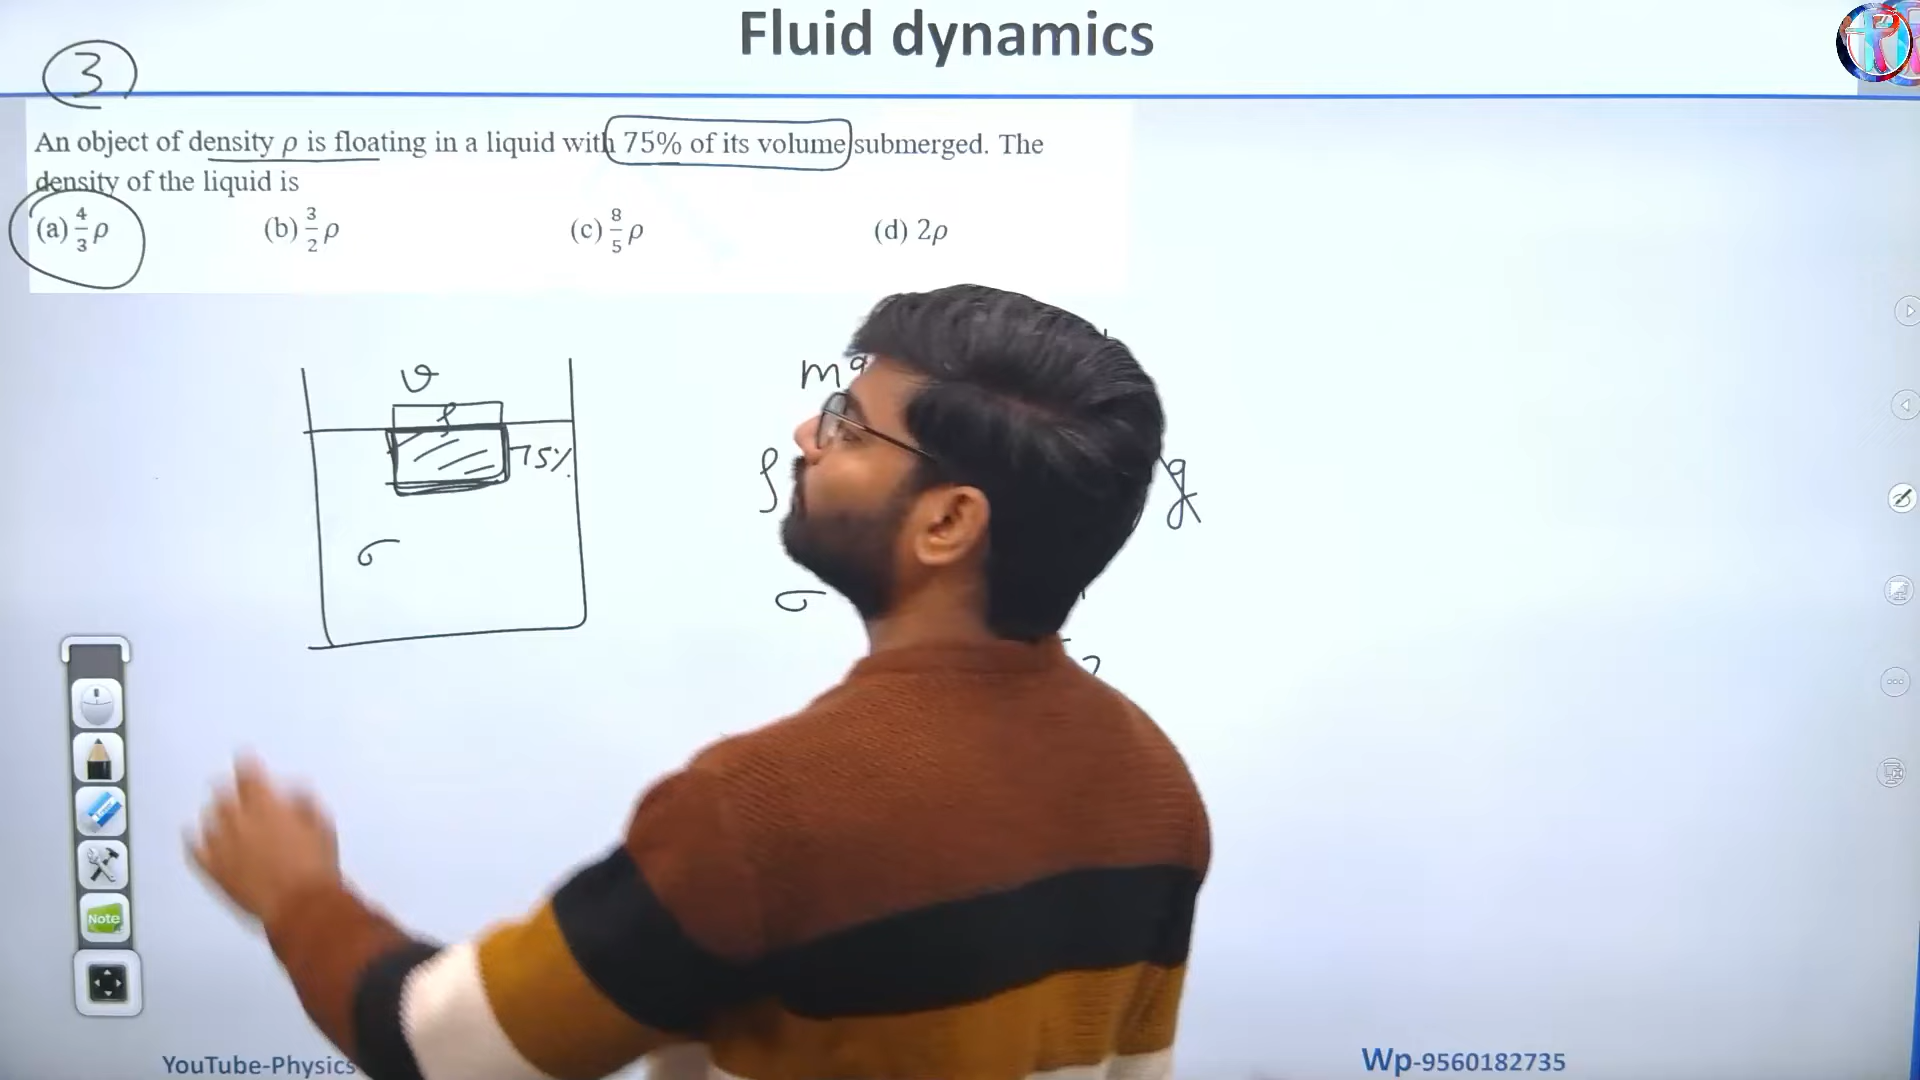 Fluid dynamics
3
An object of density ρ is floating in a liquid with 75% of its volume submerged. The
density of the liquid is
(a) 4/3 ρ (b) 3/2 ρ (c) 8/5 ρ (d) 2ρ
v
ρ
75%
σ
m
ρ
g
σ
Note
YouTube-Physics
Wp-9560182735